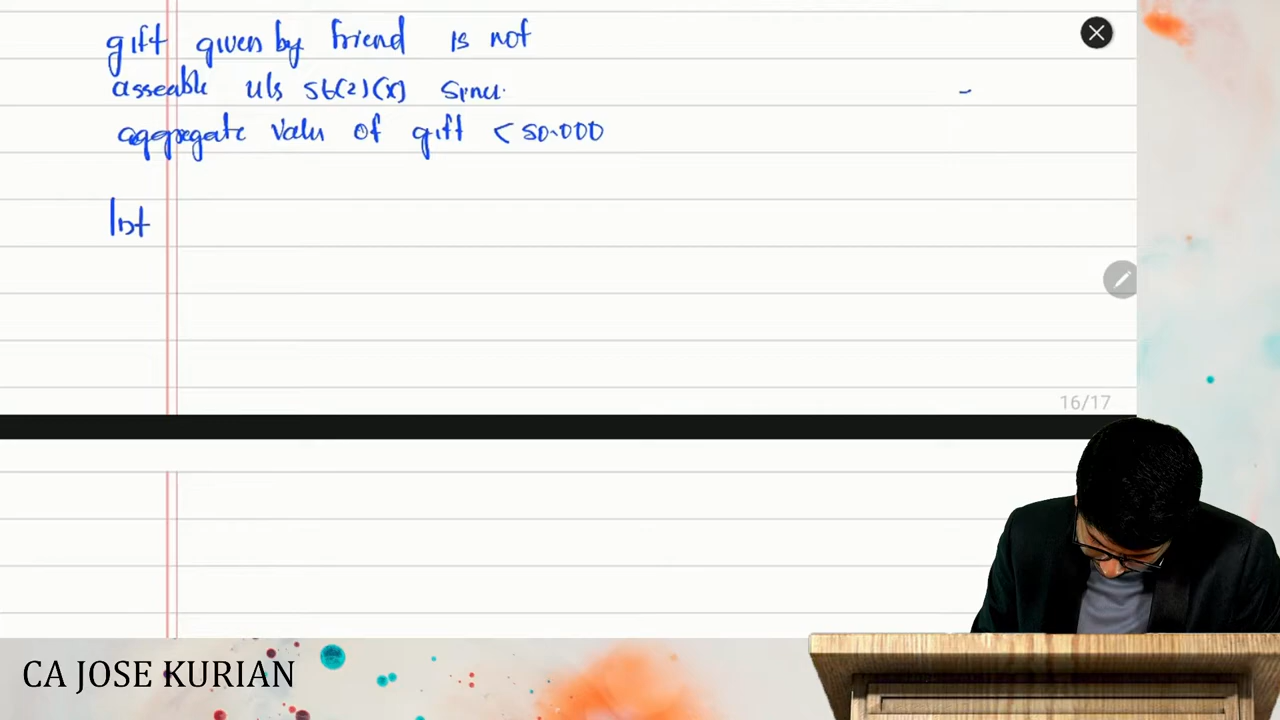 gift given by friend is not
asseable u/s 56(2)(x) since
aggregate value of gift < 50,000
-
Int
16/17
CA JOSE KURIAN